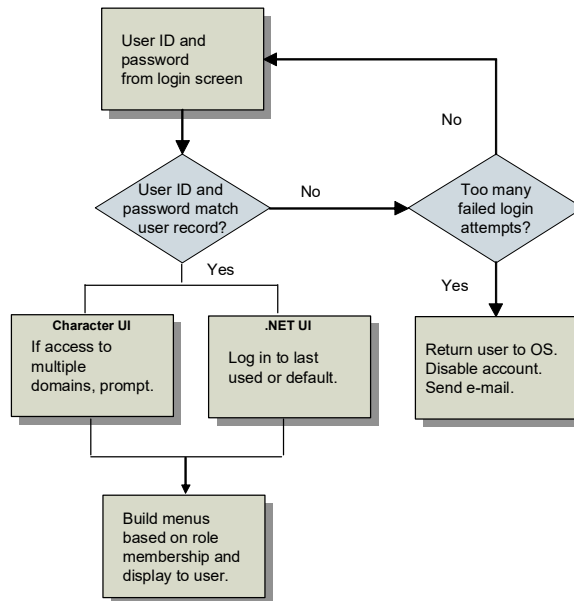 User ID and
password
from login screen
No
User ID and
password match
user record?
No
Too many
failed login
attempts?
Yes
Yes
Character UI
If access to
multiple
domains, prompt.
.NET UI
Log in to last
used or default.
Return user to OS.
Disable account.
Send e-mail.
Build menus
based on role
membership and
display to user.